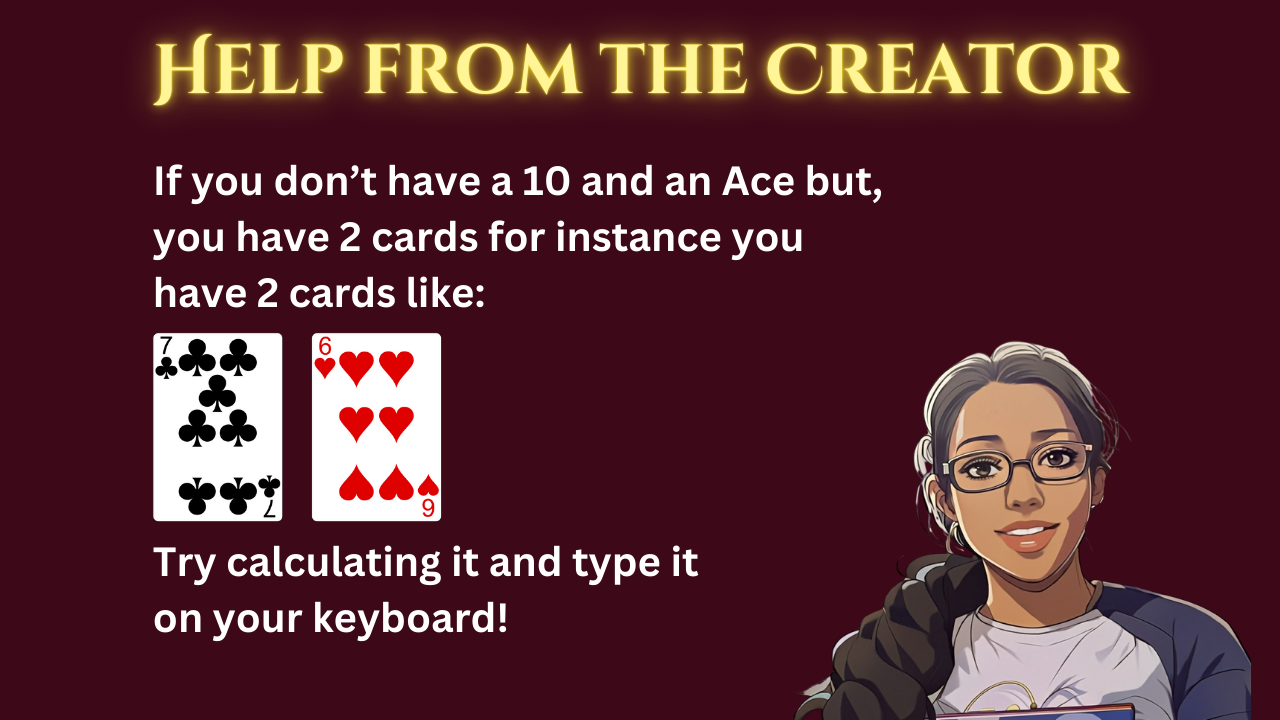 Help from the Creator
If you don’t have a 10 and an Ace but,
you have 2 cards for instance you
have 2 cards like:
7 6
7 6
Try calculating it and type it
on your keyboard!